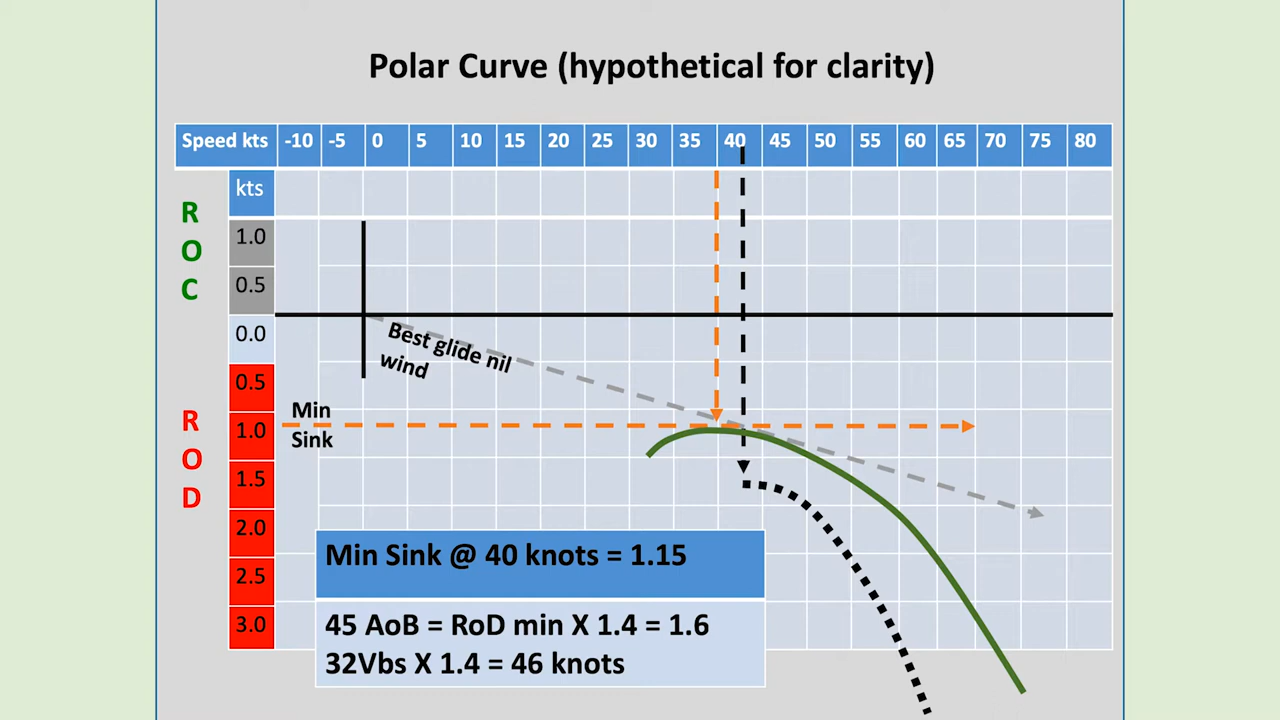 Polar Curve (hypothetical for clarity)
Speed kts -10 -5 0 5 10 15 20 25 30 35 40 45 50 55 60 65 70 75 80
kts
R
O
C
1.0
0.5
0.0
Best glide nil
wind
R
O
D
0.5
1.0
1.5
2.0
2.5
3.0
Min
Sink
Min Sink @ 40 knots = 1.15
45 AoB = RoD min X 1.4 = 1.6
32Vbs X 1.4 = 46 knots